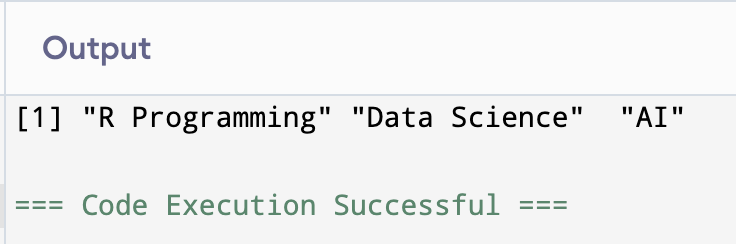 Output
[1] "R Programming" "Data Science"  "AI"
=== Code Execution Successful ===